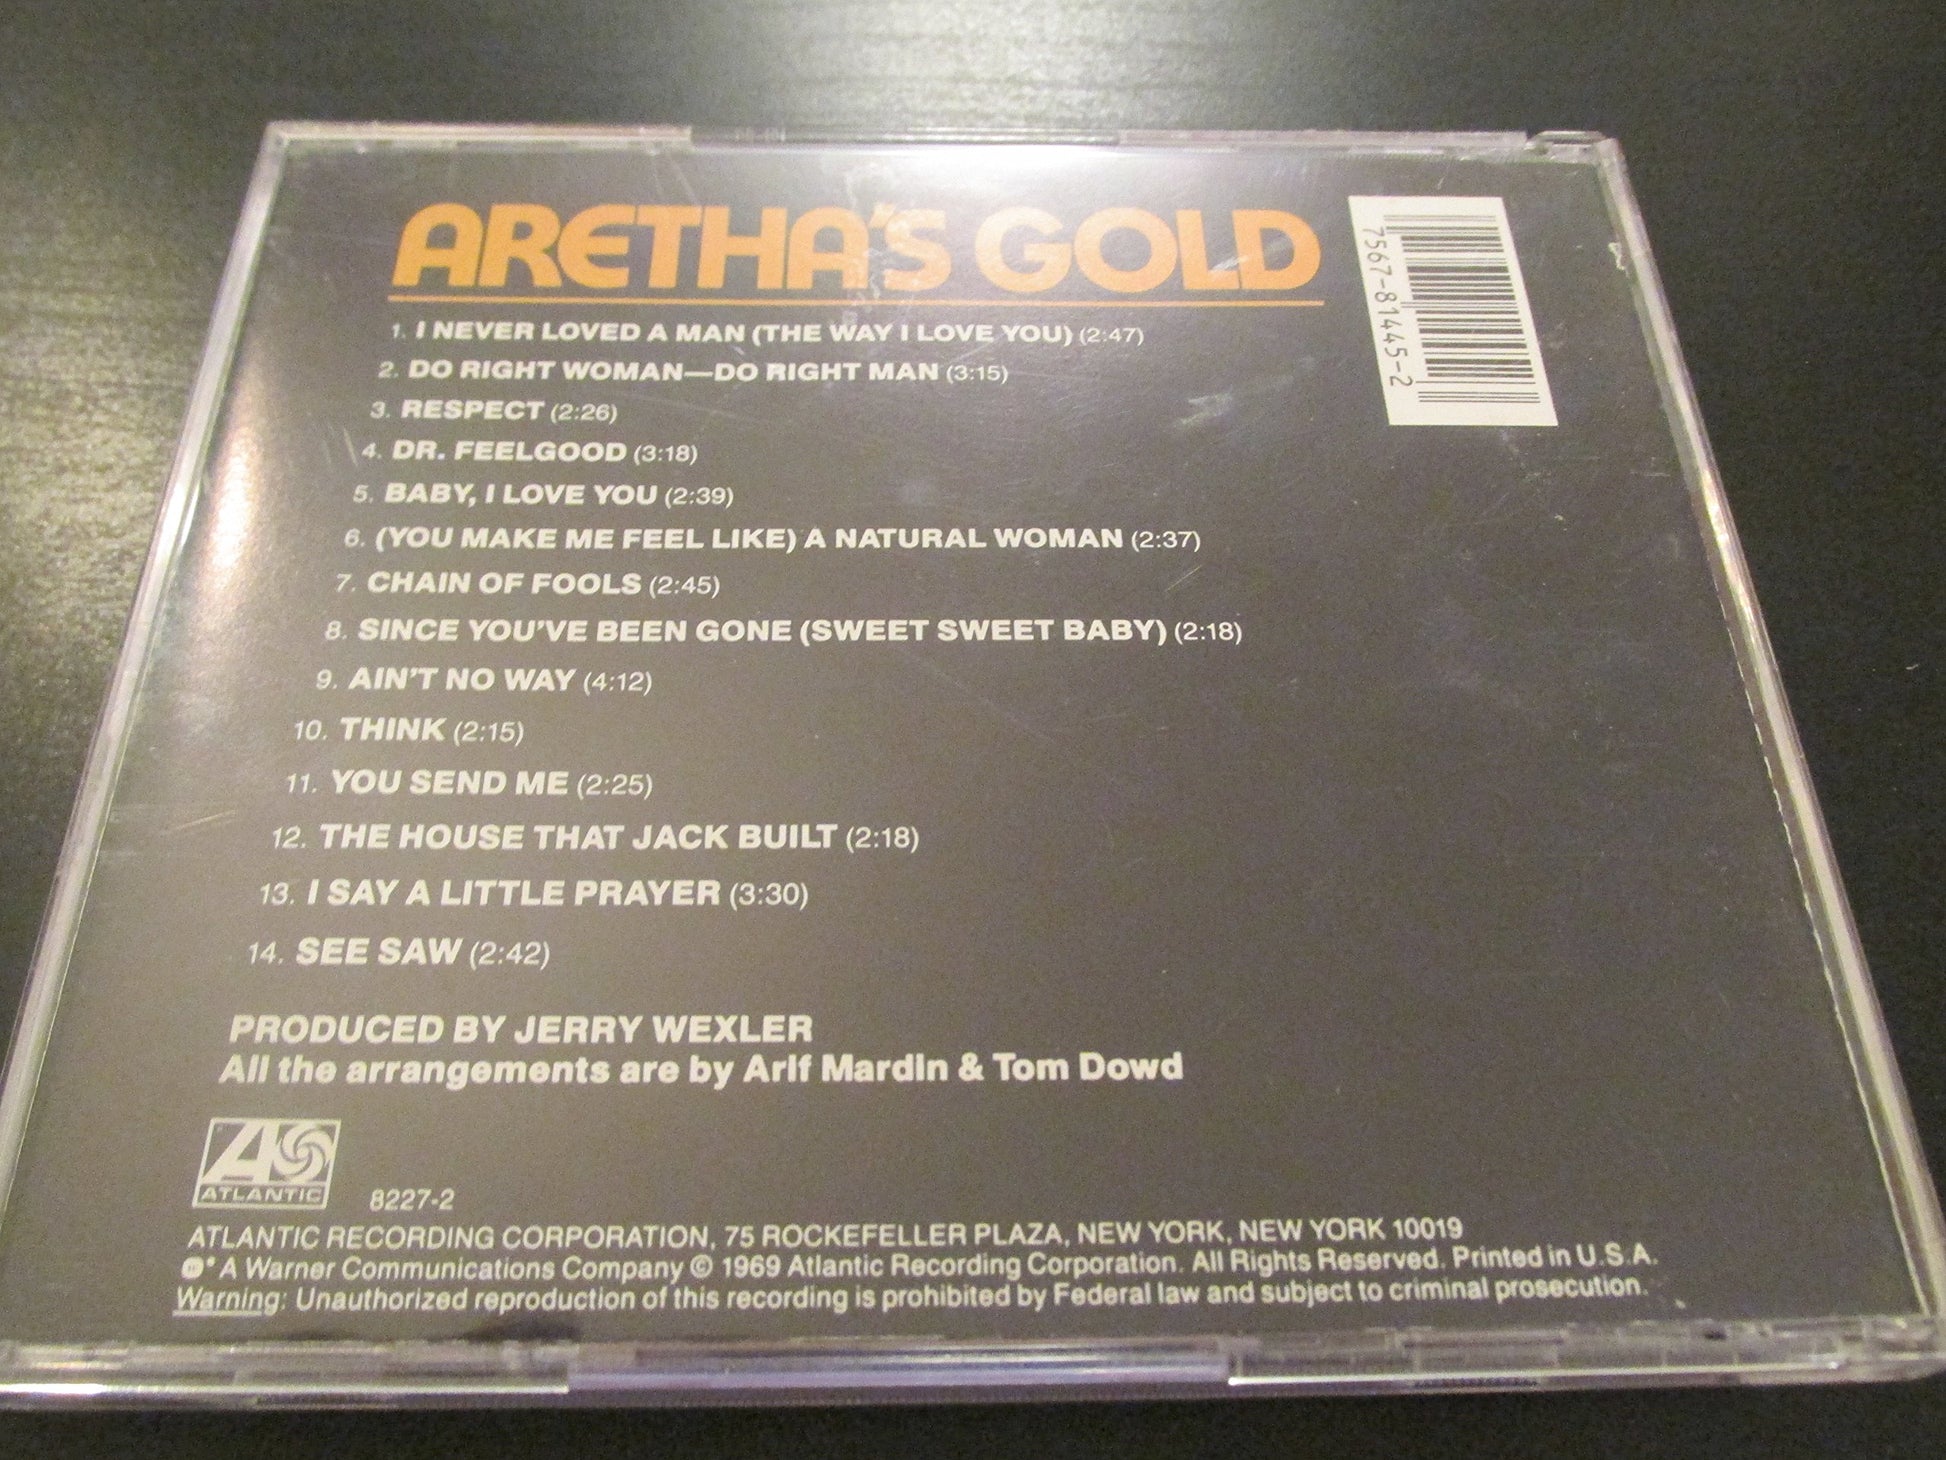 ARETHA'S GOLD
7567-81445-2
1. I NEVER LOVED A MAN (THE WAY I LOVE YOU) (2:47)
2. DO RIGHT WOMAN—DO RIGHT MAN (3:15)
3. RESPECT (2:26)
4. DR. FEELGOOD (3:18)
5. BABY, I LOVE YOU (2:39)
6. (YOU MAKE ME FEEL LIKE) A NATURAL WOMAN (2:37)
7. CHAIN OF FOOLS (2:45)
8. SINCE YOU'VE BEEN GONE (SWEET SWEET BABY) (2:18)
9. AIN'T NO WAY (4:12)
10. THINK (2:15)
11. YOU SEND ME (2:25)
12. THE HOUSE THAT JACK BUILT (2:18)
13. I SAY A LITTLE PRAYER (3:30)
14. SEE SAW (2:42)
PRODUCED BY JERRY WEXLER
All the arrangements are by Arif Mardin & Tom Dowd
ATLANTIC
8227-2
ATLANTIC RECORDING CORPORATION, 75 ROCKEFELLER PLAZA, NEW YORK, NEW YORK 10019
A Warner Communications Company © 1969 Atlantic Recording Corporation. All Rights Reserved. Printed in U.S.A.
Warning: Unauthorized reproduction of this recording is prohibited by Federal law and subject to criminal prosecution.